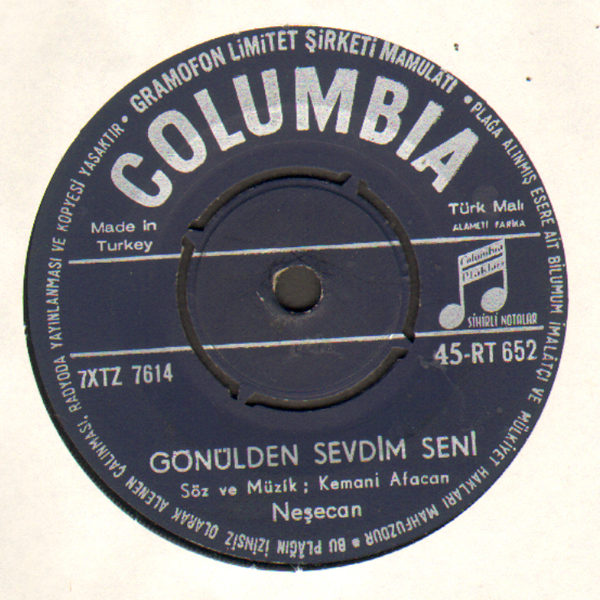 GRAMOFON LİMİTET ŞİRKETİ MAMULATI
• PLAĞA ALINMIŞ ESERE AİT BİLUMUM İMALÂTÇI VE MÜLKİYET HAKLARI MAHFUZDUR • BU PLÂĞIN İZİNSİZ OLARAK ALENEN ÇALINMASI, RADYODA YAYINLANMASI VE KOPYESİ YASAKTIR •
COLUMBIA
Made in
Turkey
Türk Malı
ALAMETİ FARİKA
Columbia
Plâkları
SİHİRLİ NOTALAR
7XTZ 7614
45-RT 652
GÖNÜLDEN SEVDİM SENİ
Söz ve Müzik ; Kemani Afacan
Neşecan